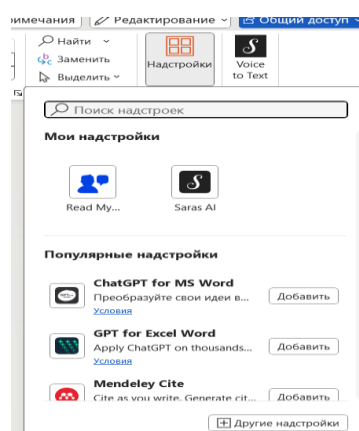 римечания Редактирование Общий доступ
Найти
Заменить
Выделить
Надстройки
Voice
to Text
Поиск надстроек
Мои надстройки
Read My...
Saras AI
Популярные надстройки
ChatGPT for MS Word
Преобразуйте свои идеи в...
Условия
Добавить
GPT for Excel Word
Apply ChatGPT on thousands...
Условия
Добавить
Mendeley Cite
Cite as you write. Generate cit...
Добавить
Другие надстройки